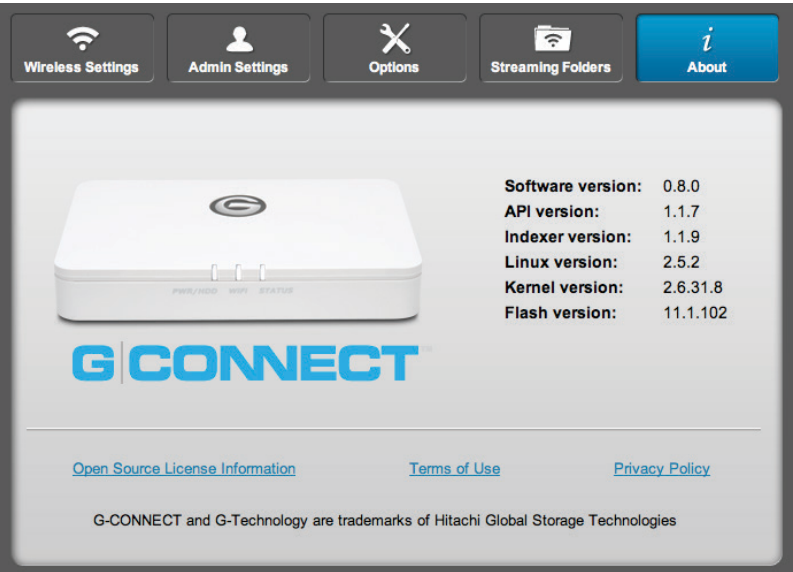 Wireless Settings
Admin Settings
Options
Streaming Folders
i
About
Software version: 0.8.0
API version: 1.1.7
Indexer version: 1.1.9
Linux version: 2.5.2
Kernel version: 2.6.31.8
Flash version: 11.1.102
G
PWR/HDD WIFI STATUS
G|CONNECT™
Open Source License Information
Terms of Use
Privacy Policy
G-CONNECT and G-Technology are trademarks of Hitachi Global Storage Technologies